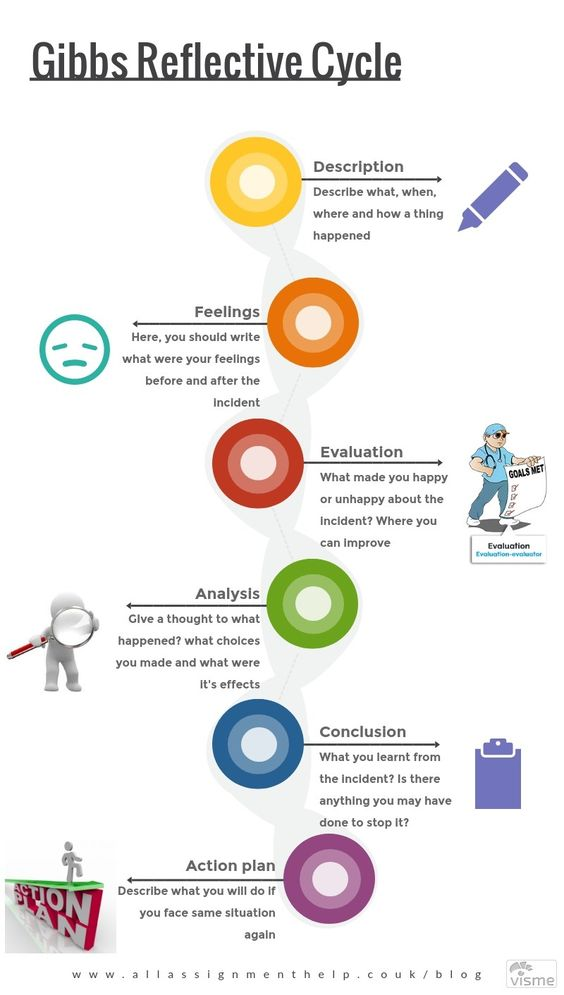 Gibbs Reflective Cycle
Description
Describe what, when,
where and how a thing
happened
Feelings
Here, you should write
what were your feelings
before and after the
incident
Evaluation
What made you happy
or unhappy about the
incident? Where you
can improve
GOALS MET
Evaluation
Evaluation-evaluator
Analysis
Give a thought to what
happened? what choices
you made and what were
it's effects
Conclusion
What you learnt from
the incident? Is there
anything you may have
done to stop it?
Action plan
Describe what you will do if
you face same situation
again
ACTION
PLAN
www.allassignmenthelp.couk/blog
visme